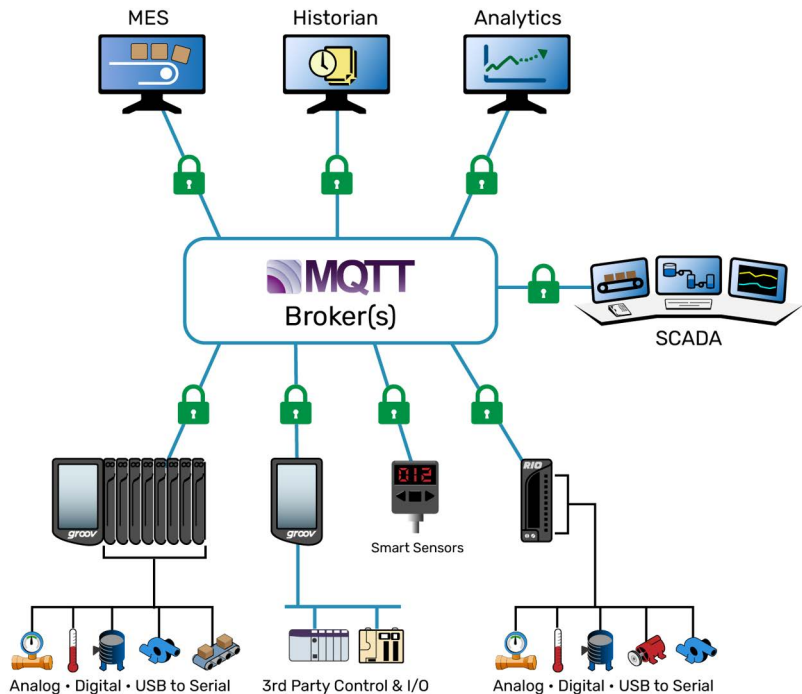 MES
Historian
Analytics
MQTT
Broker(s)
SCADA
groov
groov
012
RIO
Smart Sensors
Analog • Digital • USB to Serial
3rd Party Control & I/O
Analog • Digital • USB to Serial